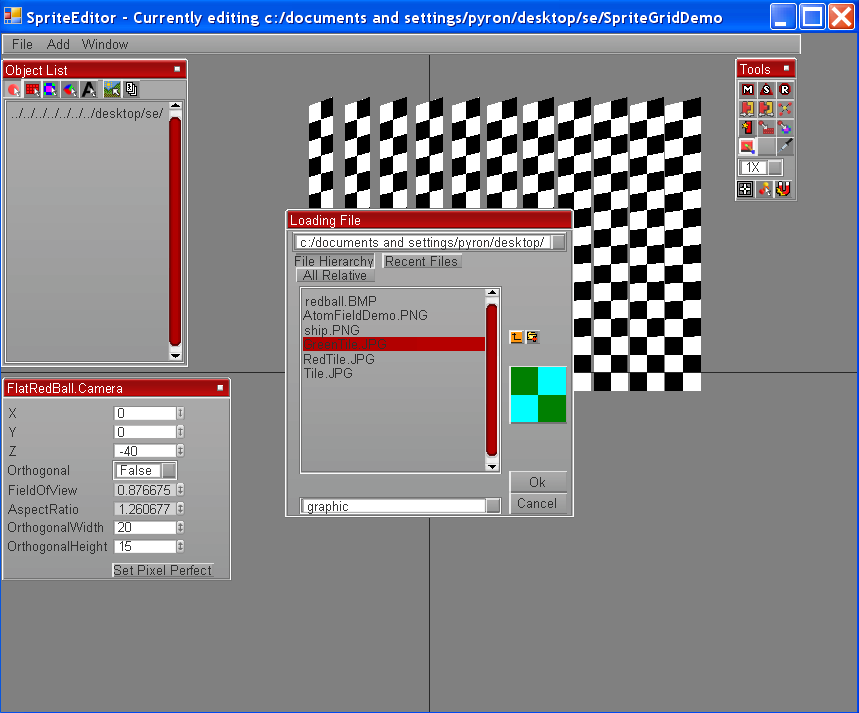 SpriteEditor - Currently editing c:/documents and settings/pyron/desktop/se/SpriteGridDemo
File Add Window
Object List
../../../../../../../desktop/se/
Tools
M S R
1X
Loading File
c:/documents and settings/pyron/desktop/
File Hierarchy Recent Files
All Relative
redball.BMP
AtomFieldDemo.PNG
ship.PNG
RedTile.JPG
Tile.JPG
graphic
Ok
Cancel
FlatRedBall.Camera
X 0
Y 0
Z -40
Orthogonal False
FieldOfView 0.876675
AspectRatio 1.260677
OrthogonalWidth 20
OrthogonalHeight 15
Set Pixel Perfect